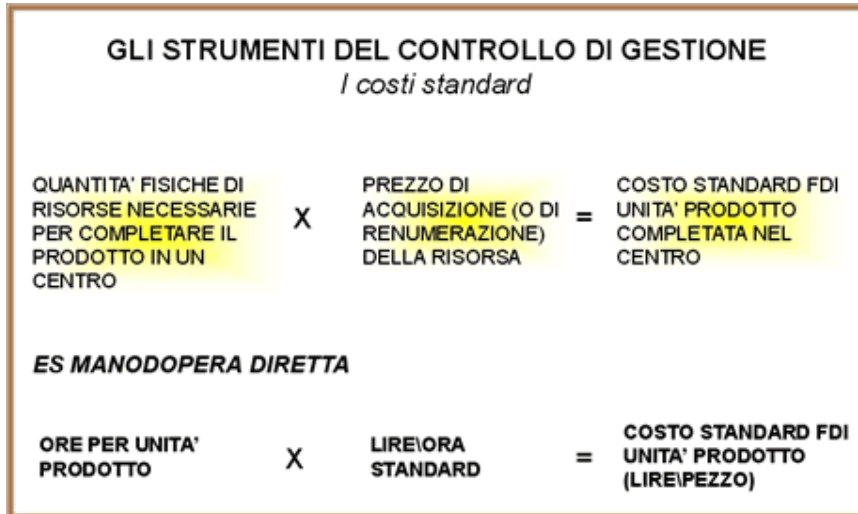 GLI STRUMENTI DEL CONTROLLO DI GESTIONE
I costi standard
QUANTITA' FISICHE DI
RISORSE NECESSARIE
PER COMPLETARE IL
PRODOTTO IN UN
CENTRO
X
PREZZO DI
ACQUISIZIONE (O DI
RENUMERAZIONE)
DELLA RISORSA
=
COSTO STANDARD FDI
UNITA' PRODOTTO
COMPLETATA NEL
CENTRO
ES MANODOPERA DIRETTA
ORE PER UNITA'
PRODOTTO
X
LIRE\ORA
STANDARD
=
COSTO STANDARD FDI
UNITA' PRODOTTO
(LIRE\PEZZO)